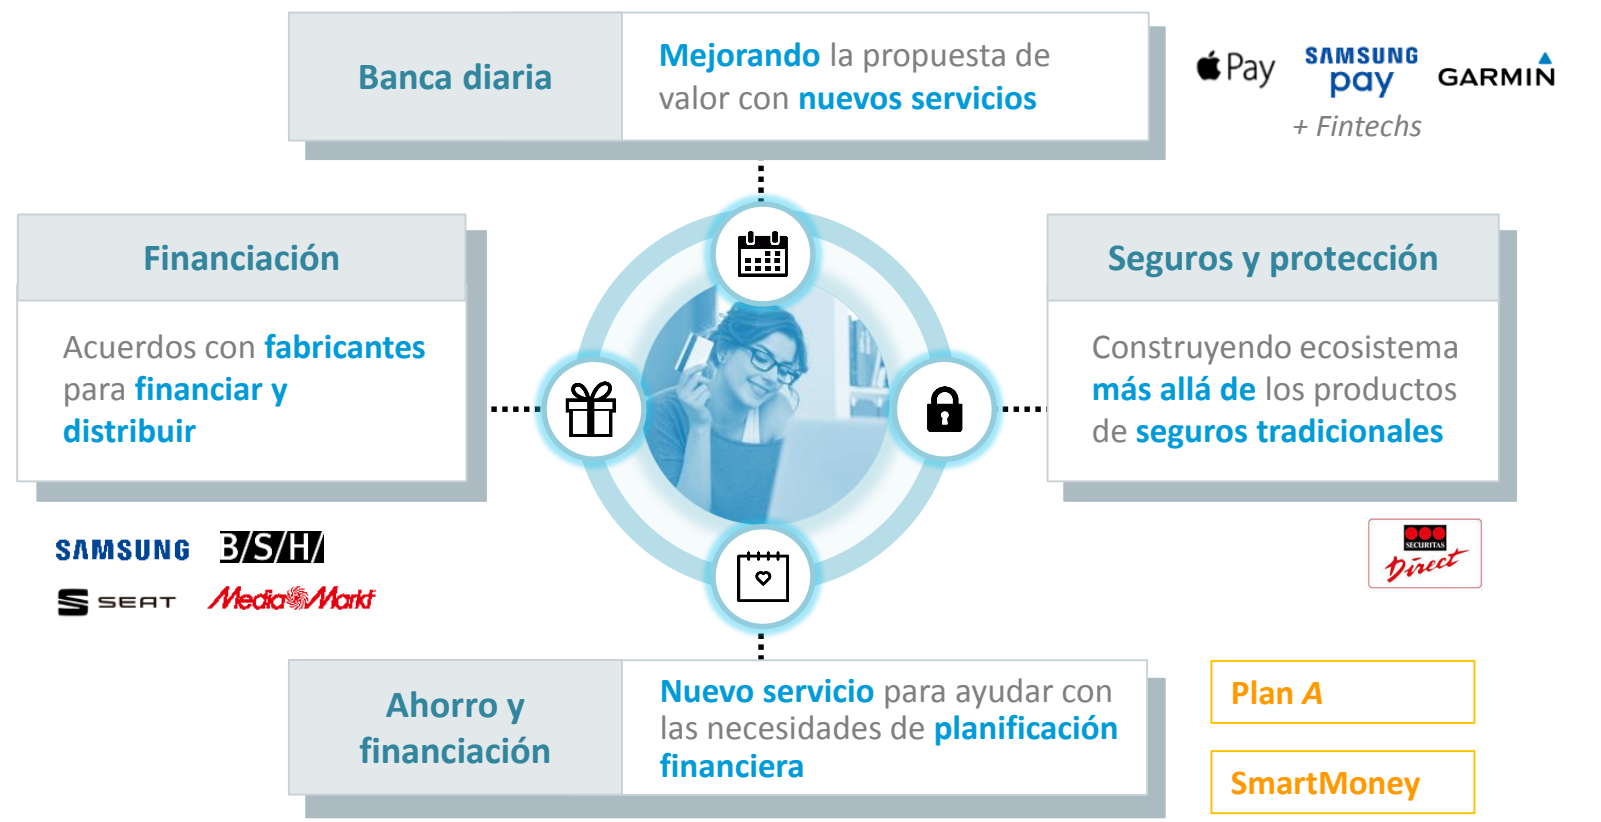 Banca diaria
Mejorando la propuesta de
valor con nuevos servicios
Pay
SAMSUNG
pay
GARMIN
+ Fintechs
Financiación
Acuerdos con fabricantes
para financiar y
distribuir
Seguros y protección
Construyendo ecosistema
más allá de los productos
de seguros tradicionales
SAMSUNG
B/S/H/
SEAT
Media Markt
SECURITAS
Direct
Ahorro y
financiación
Nuevo servicio para ayudar con
las necesidades de planificación
financiera
Plan A
SmartMoney